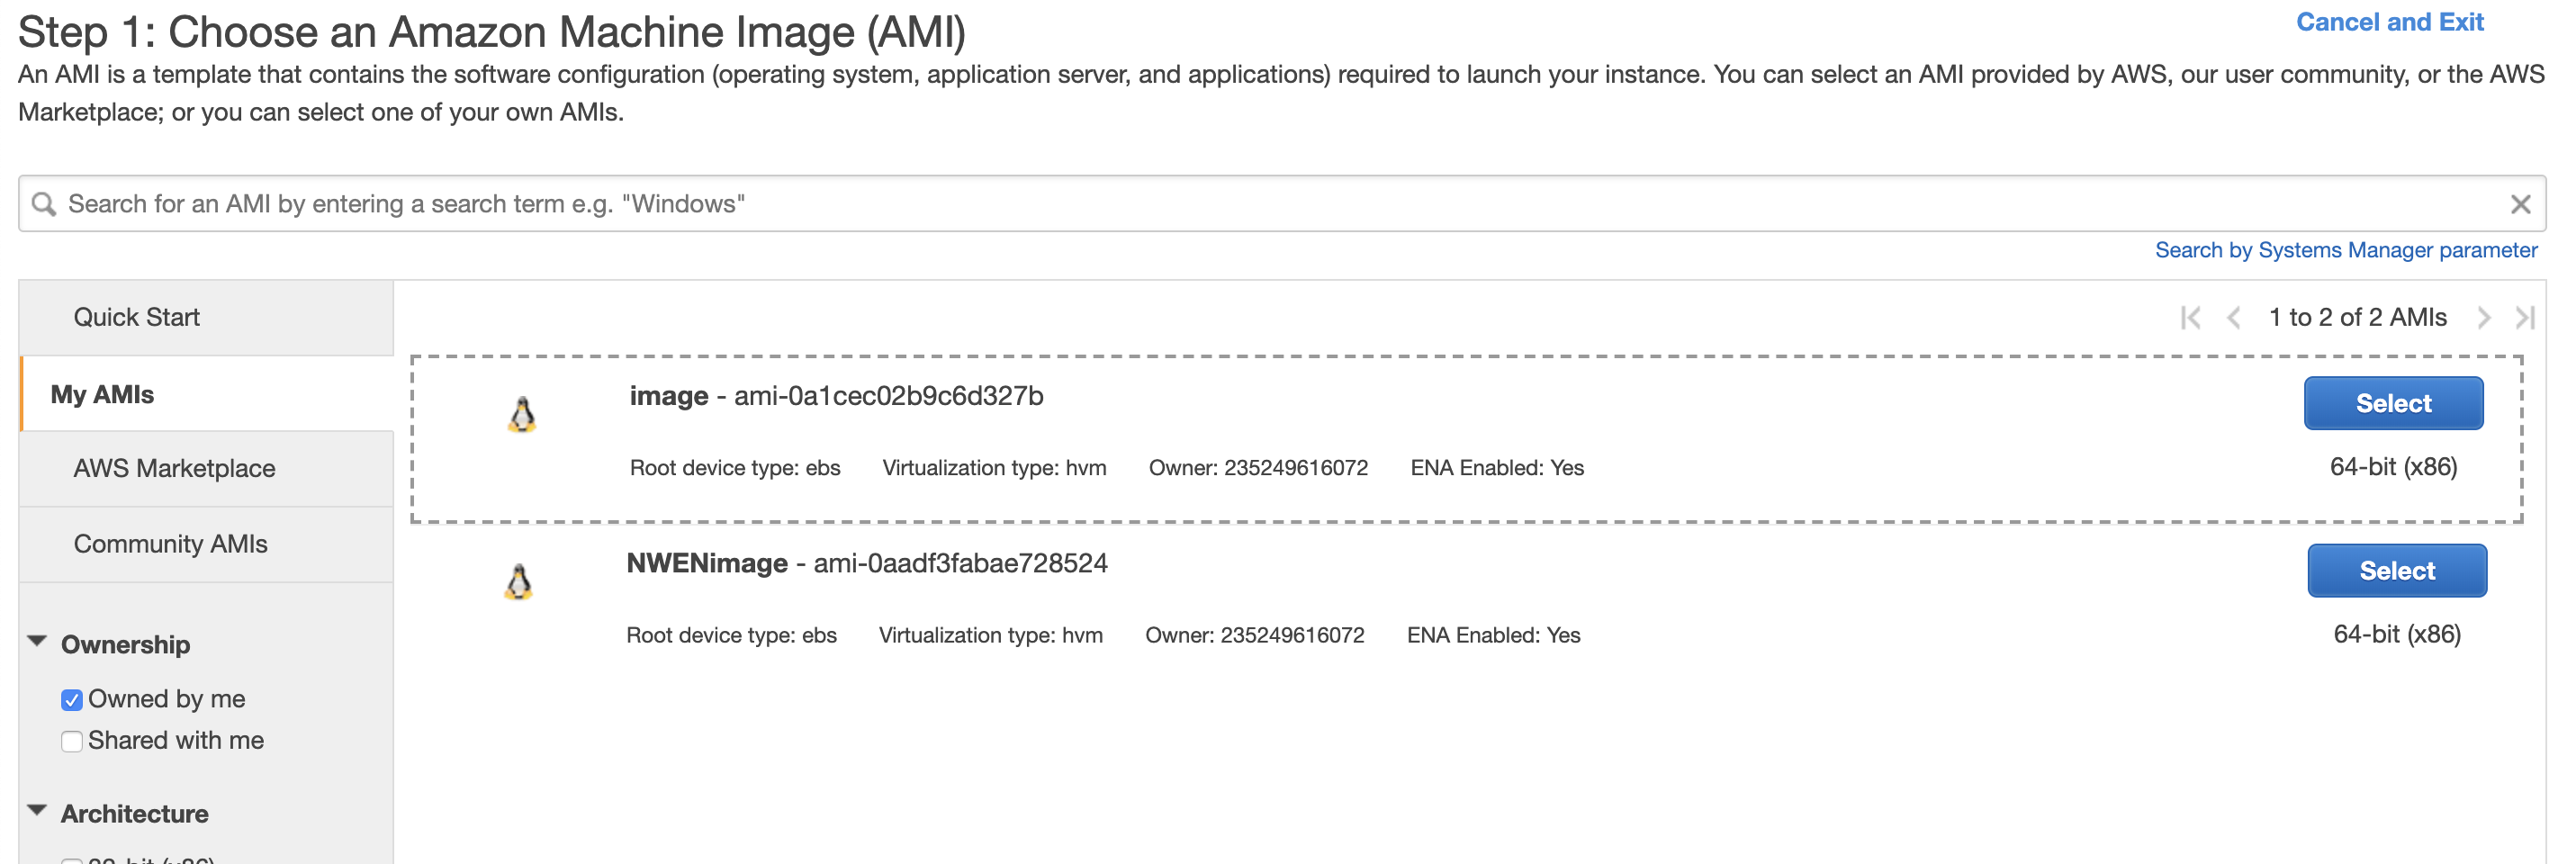 Step 1: Choose an Amazon Machine Image (AMI)
Cancel and Exit
An AMI is a template that contains the software configuration (operating system, application server, and applications) required to launch your instance. You can select an AMI provided by AWS, our user community, or the AWS
Marketplace; or you can select one of your own AMIs.
Search for an AMI by entering a search term e.g. "Windows"
Search by Systems Manager parameter
Quick Start
1 to 2 of 2 AMIs
My AMIs
image - ami-0a1cec02b9c6d327b
Select
Root device type: ebs Virtualization type: hvm Owner: 235249616072 ENA Enabled: Yes
64-bit (x86)
AWS Marketplace
Community AMIs
NWENimage - ami-0aadf3fabae728524
Select
Root device type: ebs Virtualization type: hvm Owner: 235249616072 ENA Enabled: Yes
64-bit (x86)
Ownership
Owned by me
Shared with me
Architecture